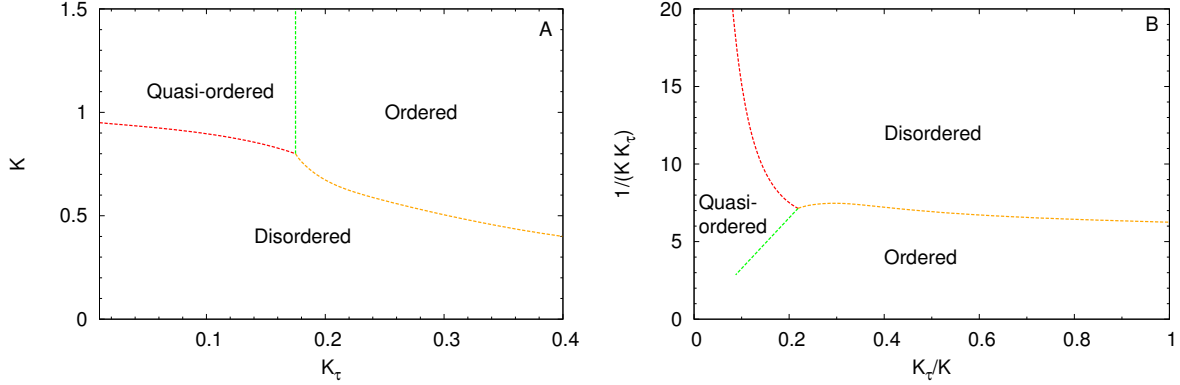 A
1.5
1
0.5
0
K
Quasi-ordered
Ordered
Disordered
0.1
0.2
0.3
0.4
K_τ
B
20
15
10
5
0
1/(K K_τ)
Disordered
Quasi-
ordered
Ordered
0
0.2
0.4
0.6
0.8
1
K_τ/K